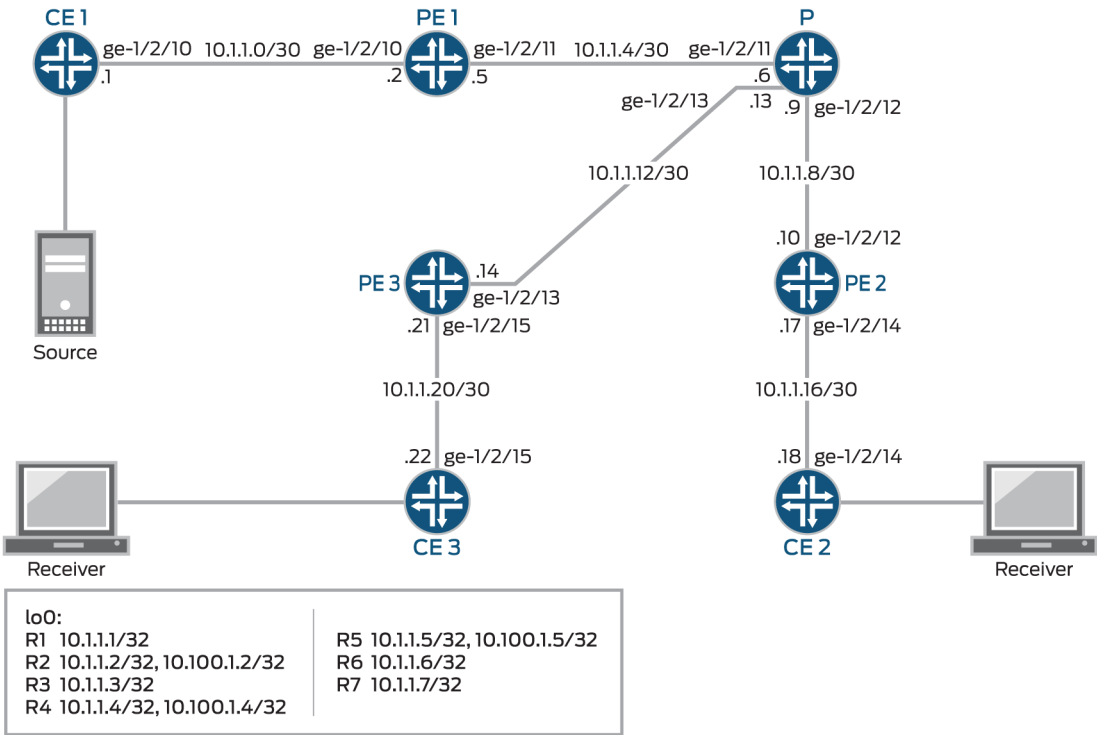 CE 1
PE 1
P
ge-1/2/10 10.1.1.0/30 ge-1/2/10
ge-1/2/11 10.1.1.4/30 ge-1/2/11
.1
.2
.5
.6
ge-1/2/13
.13
.9 ge-1/2/12
10.1.1.12/30
10.1.1.8/30
.10 ge-1/2/12
PE 3
.14
ge-1/2/13
PE 2
.21 ge-1/2/15
.17 ge-1/2/14
Source
10.1.1.20/30
10.1.1.16/30
.22 ge-1/2/15
.18 ge-1/2/14
CE 3
CE 2
Receiver
Receiver
lo0:
R1 10.1.1.1/32
R2 10.1.1.2/32, 10.100.1.2/32
R3 10.1.1.3/32
R4 10.1.1.4/32, 10.100.1.4/32
R5 10.1.1.5/32, 10.100.1.5/32
R6 10.1.1.6/32
R7 10.1.1.7/32